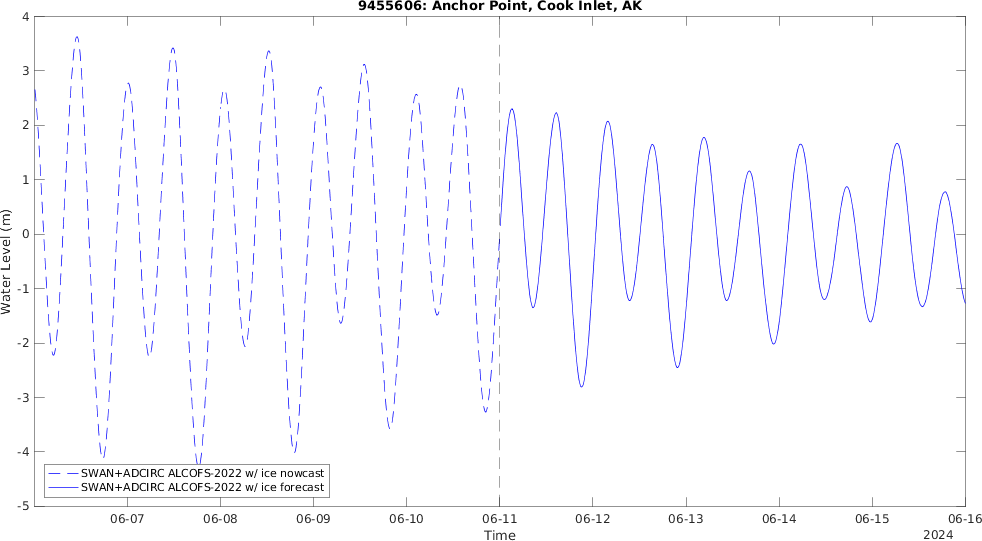 9455606: Anchor Point, Cook Inlet, AK
4
3
2
1
0
-1
-2
-3
-4
-5
Water Level (m)
SWAN+ADCIRC ALCOFS-2022 w/ ice nowcast
SWAN+ADCIRC ALCOFS-2022 w/ ice forecast
06-07 06-08 06-09 06-10 06-11 06-12 06-13 06-14 06-15 06-16
Time
2024